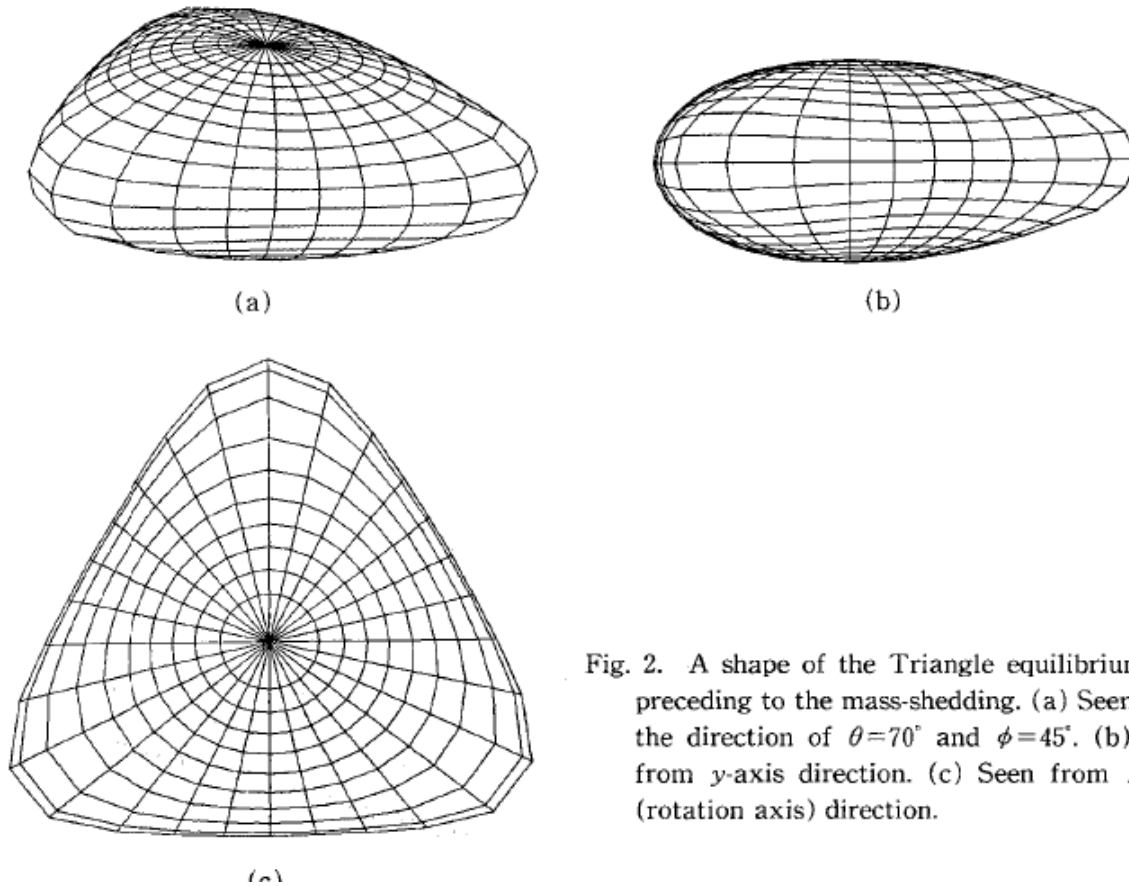 (a)
(b)
(c)
Fig. 2. A shape of the Triangle equilibrium
preceding to the mass-shedding. (a) Seen
the direction of θ=70° and ϕ=45°. (b)
from y-axis direction. (c) Seen from
(rotation axis) direction.